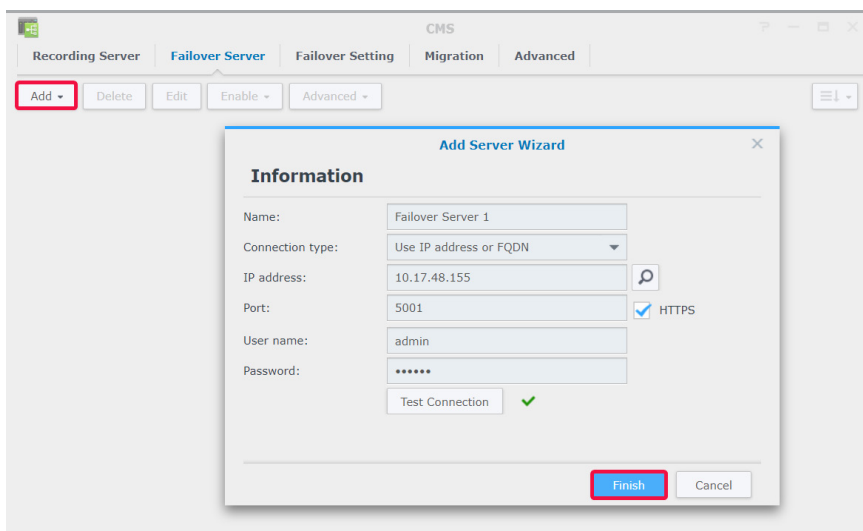 CMS
Recording Server Failover Server Failover Setting Migration Advanced
Add Delete Edit Enable Advanced
Add Server Wizard
Information
Name: Failover Server 1
Connection type: Use IP address or FQDN
IP address: 10.17.48.155
Port: 5001 HTTPS
User name: admin
Password: ••••••
Test Connection
Finish Cancel